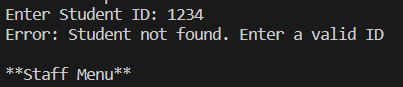 Enter Student ID: 1234
Error: Student not found. Enter a valid ID
**Staff Menu**